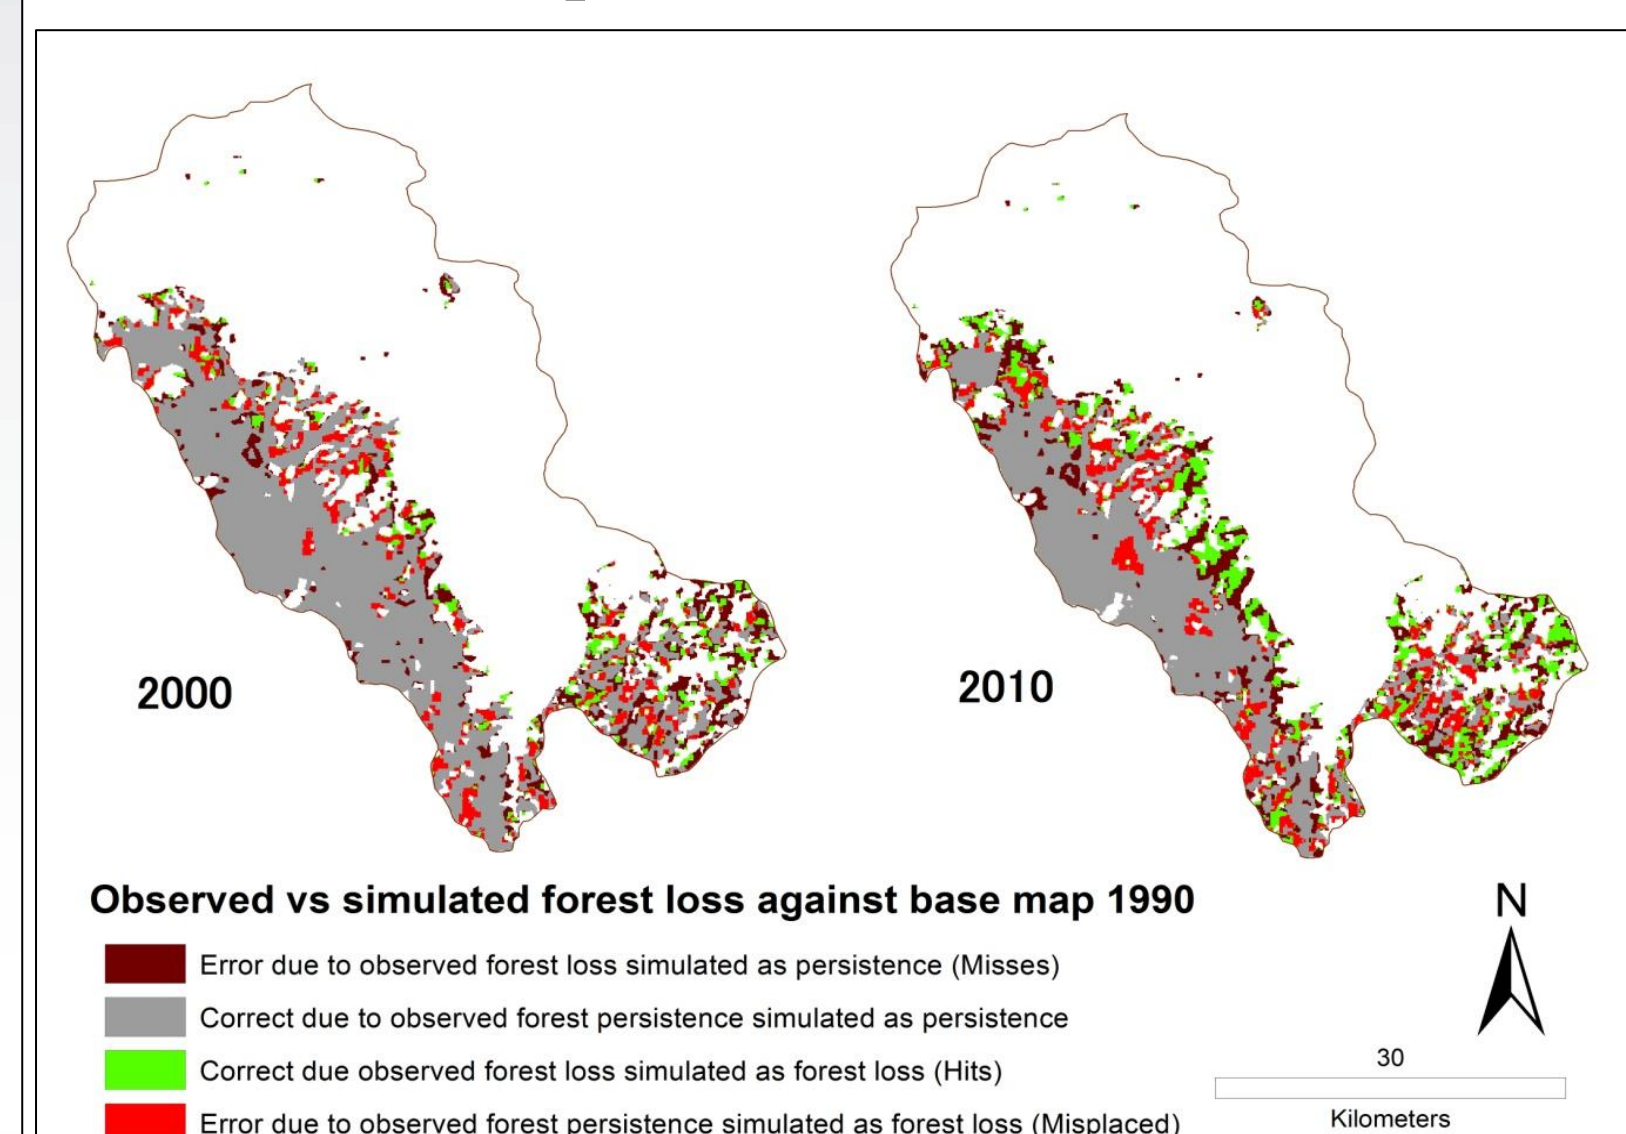 2000
2010
Observed vs simulated forest loss against base map 1990
N
Error due to observed forest loss simulated as persistence (Misses)
Correct due to observed forest persistence simulated as persistence
Correct due observed forest loss simulated as forest loss (Hits)
Error due to observed forest persistence simulated as forest loss (Misplaced)
30
Kilometers